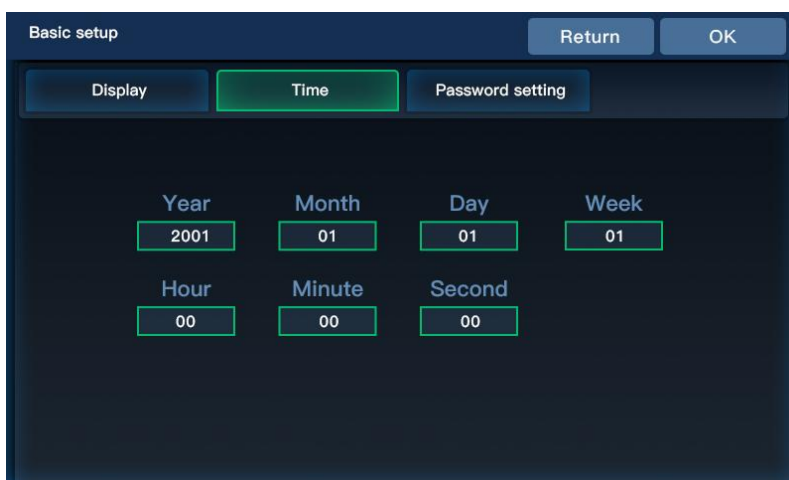 Basic setup Return OK
Display Time Password setting
Year Month Day Week
2001 01 01 01
Hour Minute Second
00 00 00